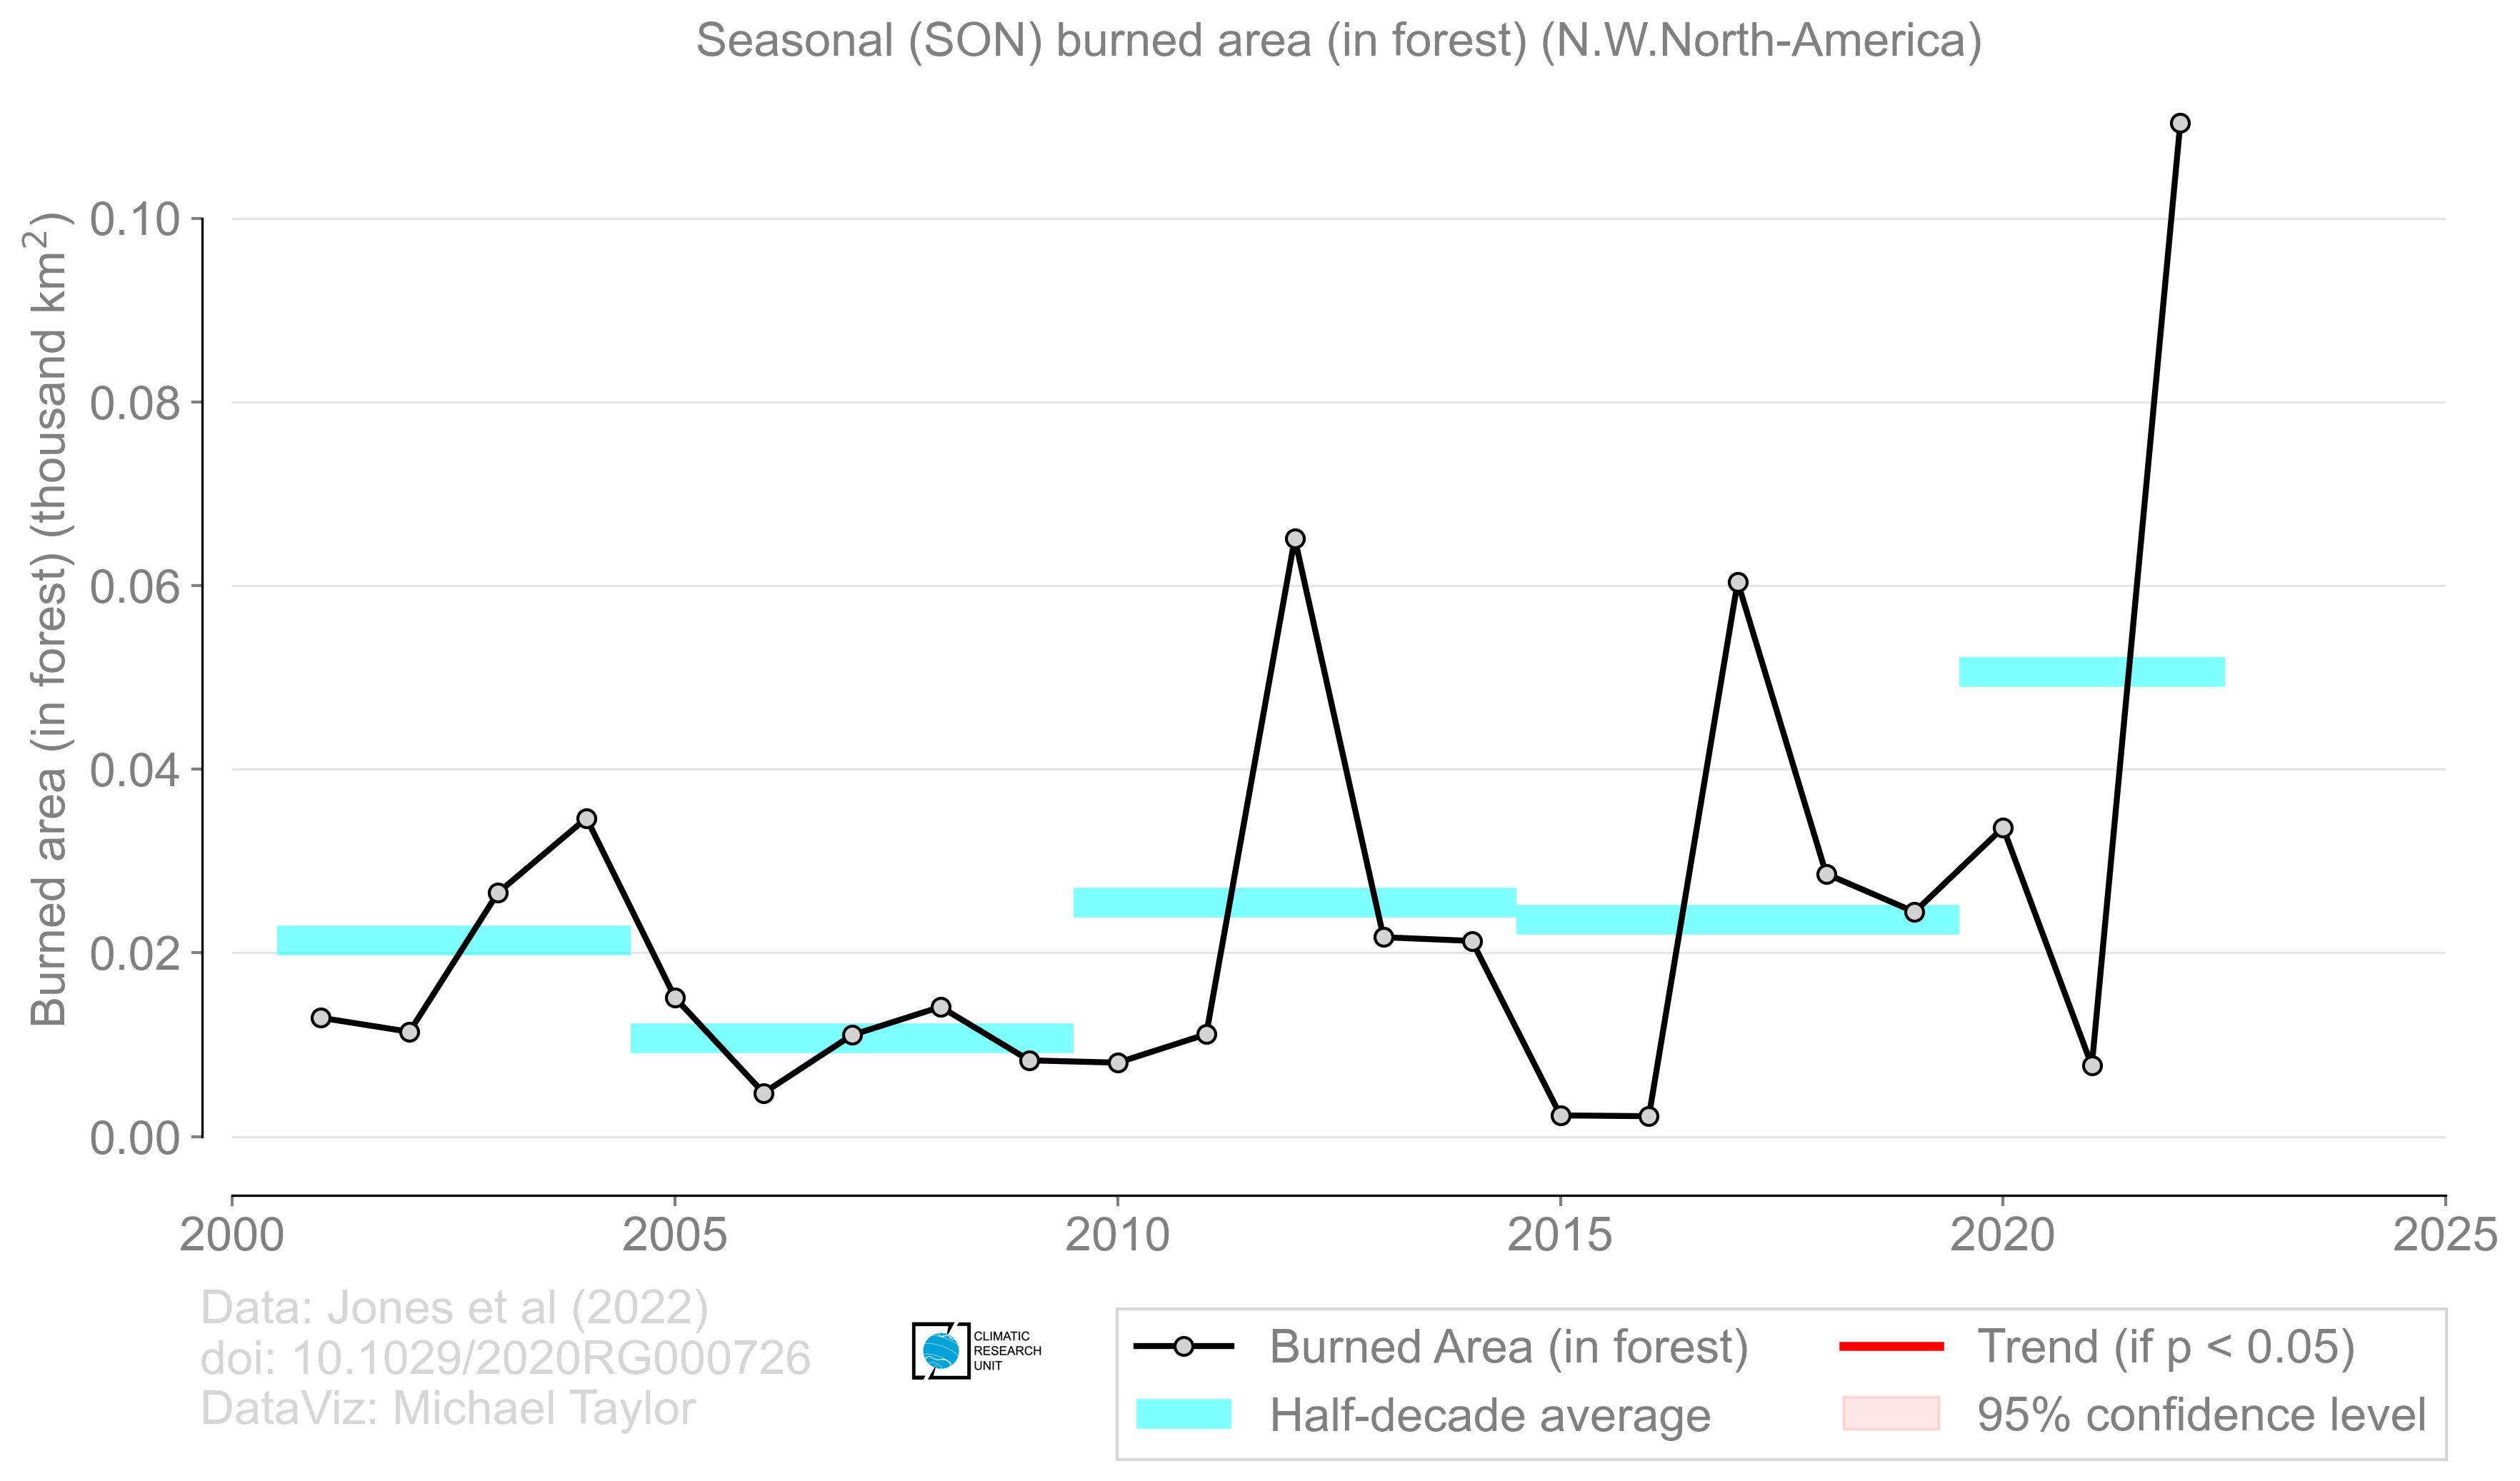 Seasonal (SON) burned area (in forest) (N.W.North-America)
Burned area (in forest) (thousand km²)
0.10
0.08
0.06
0.04
0.02
0.00
2000 2005 2010 2015 2020 2025
Data: Jones et al (2022)
doi: 10.1029/2020RG000726
DataViz: Michael Taylor
CLIMATIC
RESEARCH
UNIT
Burned Area (in forest)
Half-decade average
Trend (if p < 0.05)
95% confidence level